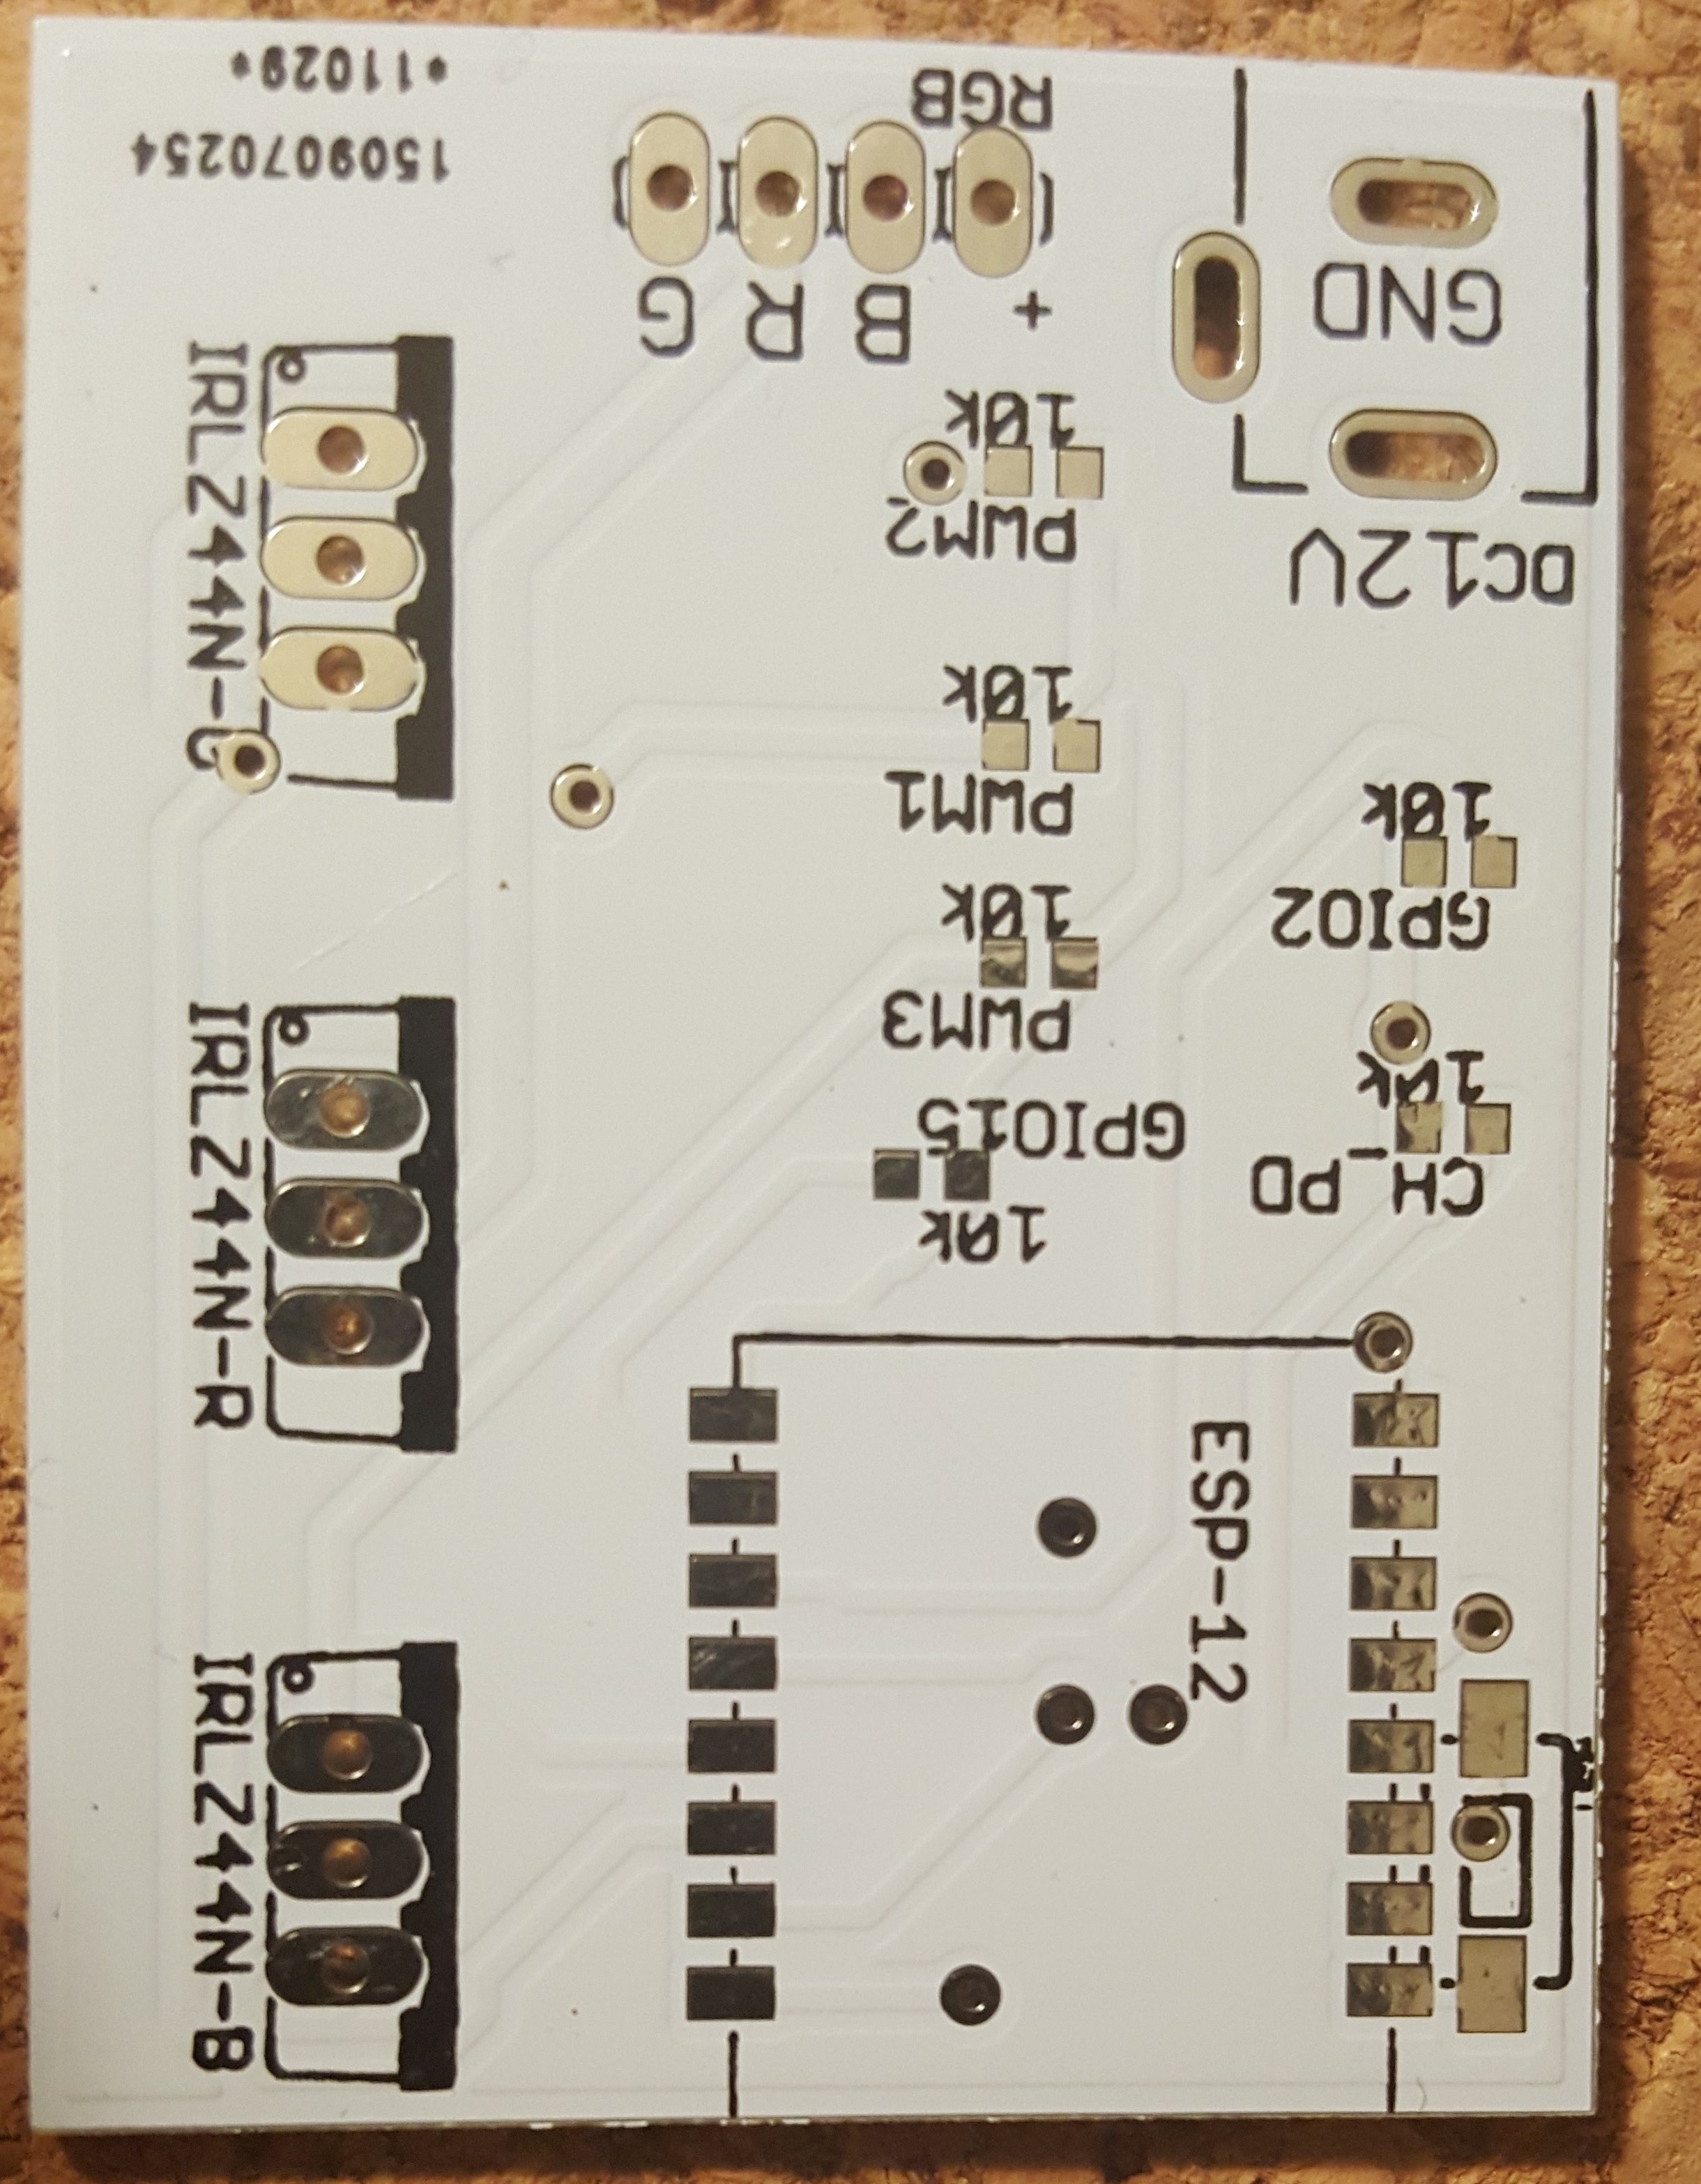 *11029*
1509070254
RGB
+ B R G
GND
DC12V
10k
PWM2
10k
PWM1
10k
GPIO2
10k
PWM3
10k
CH_PD
GPIO15
10k
IRLZ44N-G
IRLZ44N-R
IRLZ44N-B
ESP-12